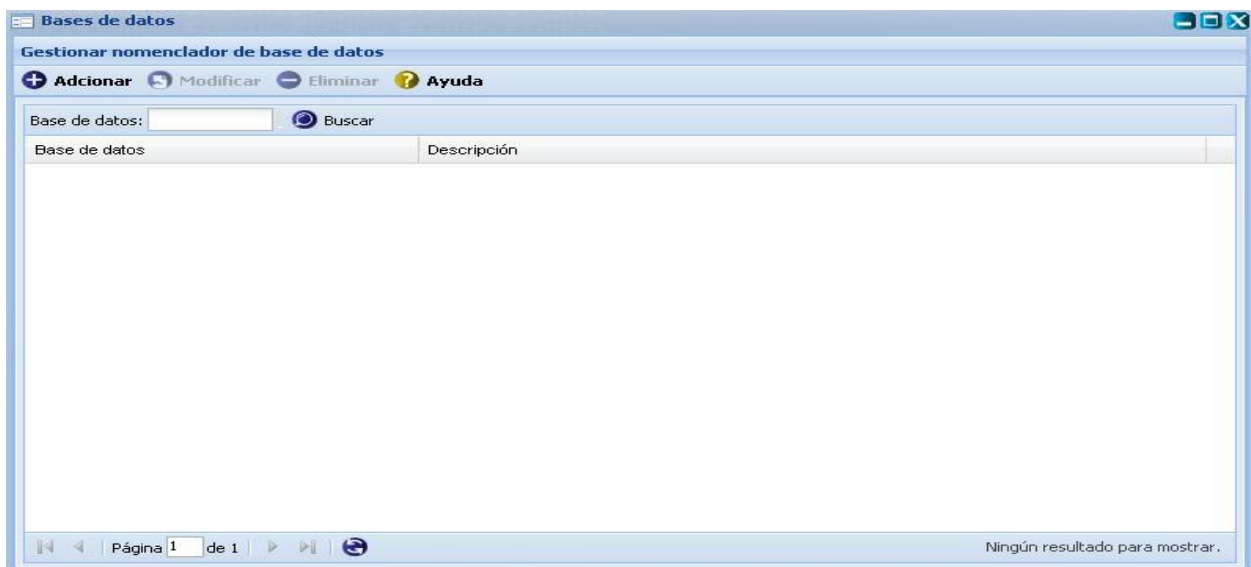 Bases de datos
Gestionar nomenclador de base de datos
Adcionar Modificar Eliminar Ayuda
Base de datos: Buscar
Base de datos Descripción
Página 1 de 1 Ningún resultado para mostrar.